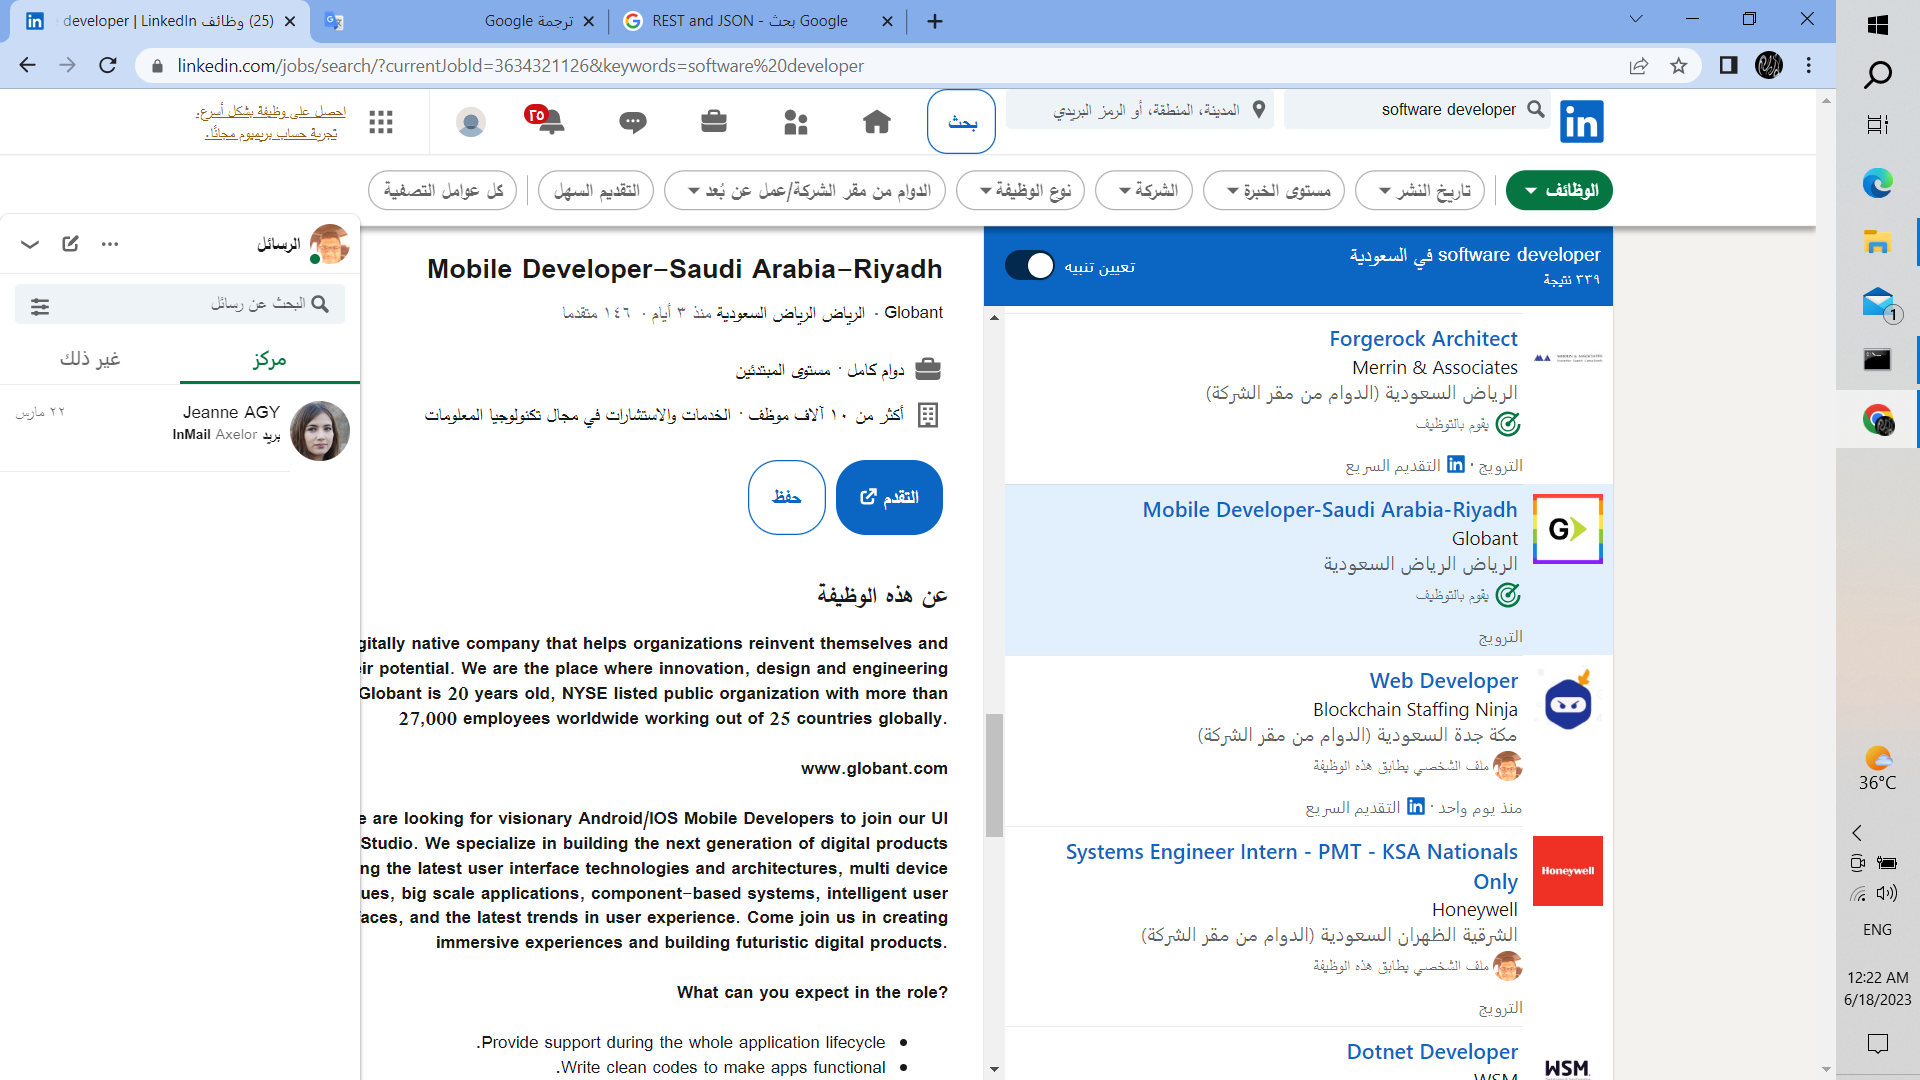 (25) وظائف developer | LinkedIn
ترجمة Google
REST and JSON - بحث Google
linkedin.com/jobs/search/?currentJobId=3634321126&keywords=software%20developer
software developer
المدينة، المنطقة، أو الرمز البريدي
بحث
٢٥
احصل على وظيفة بشكل أسرع.
تجربة حساب بريميوم مجانًا.
الوظائف
تاريخ النشر
مستوى الخبرة
الشركة
نوع الوظيفة
الدوام من مقر الشركة/عمل عن بُعد
التقديم السهل
كل عوامل التصفية
software developer في السعودية
٣٣٩ نتيجة
تعيين تنبيه
Forgerock Architect
Merrin & Associates
الرياض السعودية (الدوام من مقر الشركة)
يقوم بالتوظيف
الترويج · التقديم السريع
Mobile Developer-Saudi Arabia-Riyadh
Globant
الرياض الرياض السعودية
يقوم بالتوظيف
الترويج
Web Developer
Blockchain Staffing Ninja
مكة جدة السعودية (الدوام من مقر الشركة)
ملف الشخصي يطابق هذه الوظيفة
منذ يوم واحد · التقديم السريع
Honeywell
Systems Engineer Intern - PMT - KSA Nationals
Only
Honeywell
الشرقية الظهران السعودية (الدوام من مقر الشركة)
ملف الشخصي يطابق هذه الوظيفة
الترويج
Dotnet Developer
WSM
WSM
Mobile Developer-Saudi Arabia-Riyadh
Globant · الرياض الرياض السعودية منذ ٣ أيام · ١٤٦ متقدما
دوام كامل · مستوى المبتدئين
أكثر من ١٠ آلاف موظف · الخدمات والاستشارات في مجال تكنولوجيا المعلومات
التقدم
حفظ
عن هذه الوظيفة
gitally native company that helps organizations reinvent themselves and
ir potential. We are the place where innovation, design and engineering
Globant is 20 years old, NYSE listed public organization with more than
27,000 employees worldwide working out of 25 countries globally.
www.globant.com
e are looking for visionary Android/IOS Mobile Developers to join our UI
Studio. We specialize in building the next generation of digital products
ng the latest user interface technologies and architectures, multi device
ues, big scale applications, component-based systems, intelligent user
faces, and the latest trends in user experience. Come join us in creating
immersive experiences and building futuristic digital products.
What can you expect in the role?
.Provide support during the whole application lifecycle
.Write clean codes to make apps functional
الرسائل
البحث عن رسائل
مركز
غير ذلك
Jeanne AGY
٢٢ مارس
بريد InMail Axelor
1
36°C
ENG
12:22 AM
6/18/2023